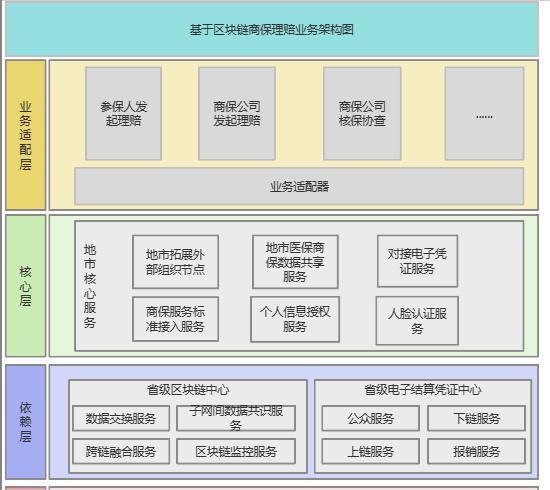 基于区块链商保理赔业务架构图
业
务
适
配
层
参保人发
起理赔
商保公司
发起理赔
商保公司
核保协查
......
业务适配器
核
心
层
地
市
核
心
服
务
地市拓展外
部组织节点
地市医保商
保数据共享
服务
对接电子凭
证服务
商保服务标
准接入服务
个人信息授权
服务
人脸认证服
务
依
赖
层
省级区块链中心
数据交换服务
子网间数据共识服
务
跨链融合服务
区块链监控服务
省级电子结算凭证中心
公众服务
下链服务
上链服务
报销服务